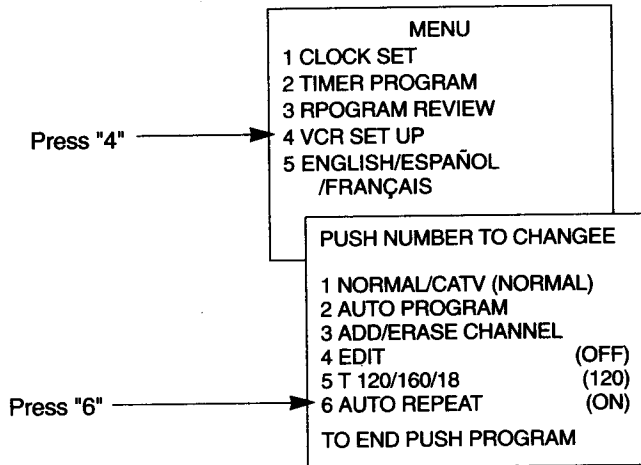 MENU
1 CLOCK SET
2 TIMER PROGRAM
3 RPOGRAM REVIEW
Press "4"
4 VCR SET UP
5 ENGLISH/ESPAÑOL
/FRANÇAIS
PUSH NUMBER TO CHANGEE
1 NORMAL/CATV (NORMAL)
2 AUTO PROGRAM
3 ADD/ERASE CHANNEL
4 EDIT (OFF)
5 T 120/160/18 (120)
Press "6"
6 AUTO REPEAT (ON)
TO END PUSH PROGRAM